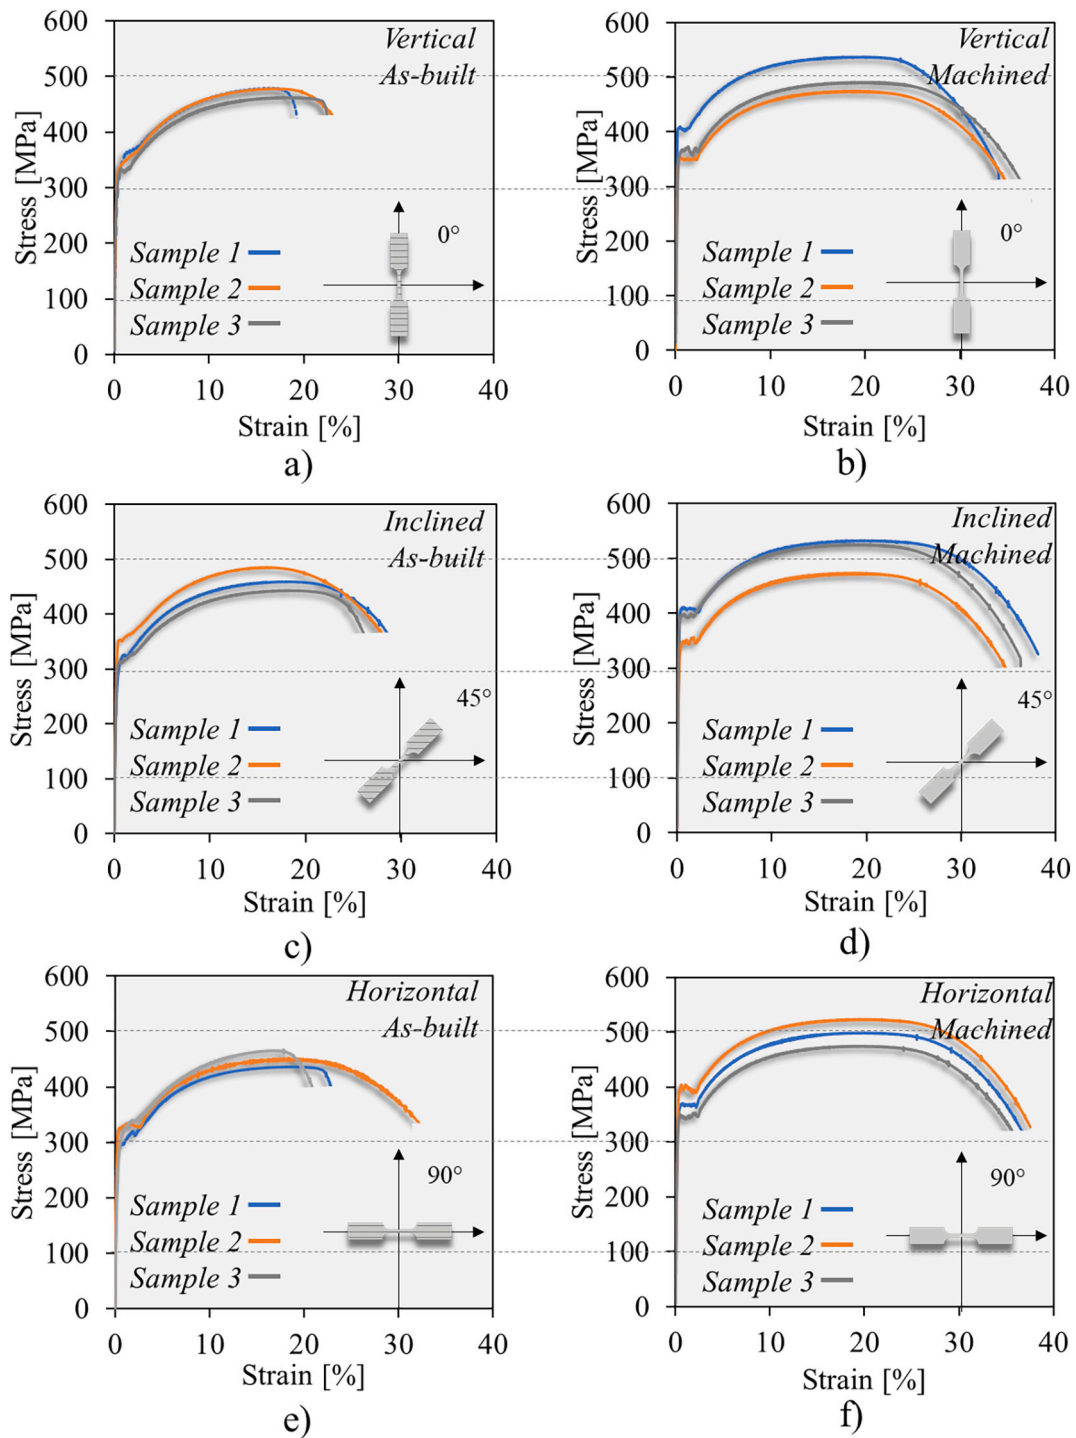 600
500
400
300
200
100
0
Stress [MPa]
Vertical
As-built
0°
Sample 1
Sample 2
Sample 3
0 10 20 30 40
Strain [%]
a)
600
500
400
300
200
100
0
Stress [MPa]
Vertical
Machined
0°
Sample 1
Sample 2
Sample 3
0 10 20 30 40
Strain [%]
b)
600
500
400
300
200
100
0
Stress [MPa]
Inclined
As-built
45°
Sample 1
Sample 2
Sample 3
0 10 20 30 40
Strain [%]
c)
600
500
400
300
200
100
0
Stress [MPa]
Inclined
Machined
45°
Sample 1
Sample 2
Sample 3
0 10 20 30 40
Strain [%]
d)
600
500
400
300
200
100
0
Stress [MPa]
Horizontal
As-built
90°
Sample 1
Sample 2
Sample 3
0 10 20 30 40
Strain [%]
e)
600
500
400
300
200
100
0
Stress [MPa]
Horizontal
Machined
90°
Sample 1
Sample 2
Sample 3
0 10 20 30 40
Strain [%]
f)